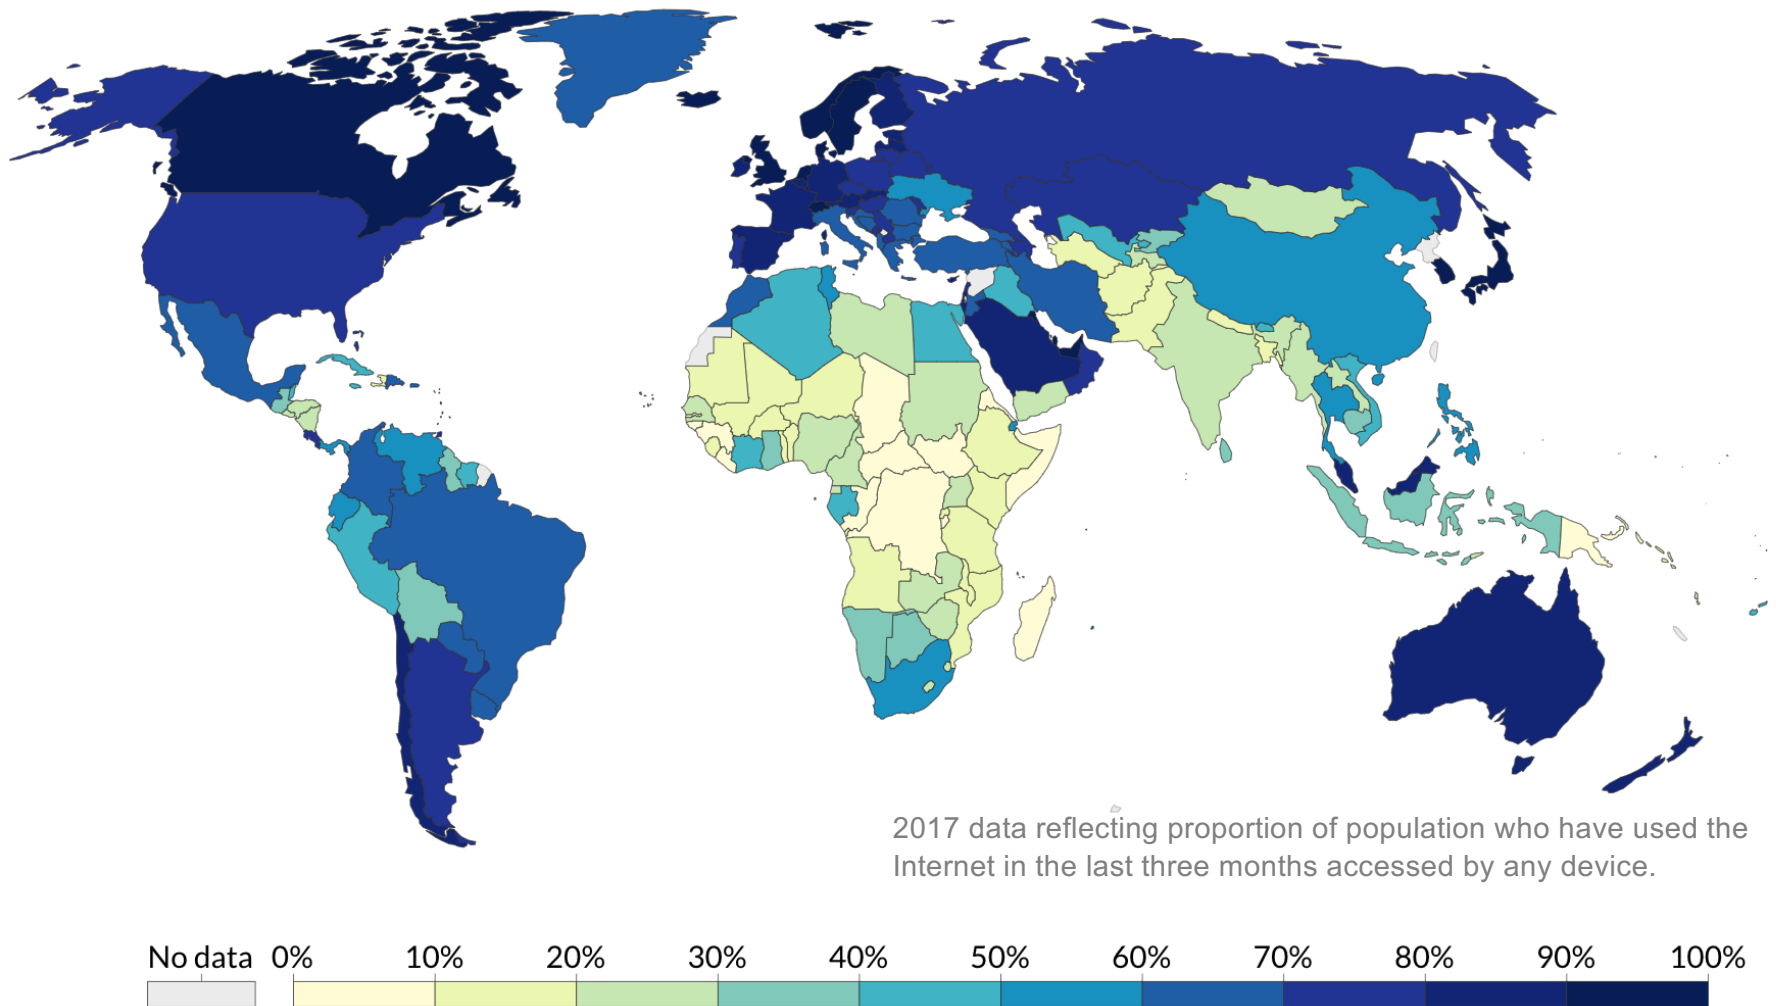 2017 data reflecting proportion of population who have used the
Internet in the last three months accessed by any device.
No data 0% 10% 20% 30% 40% 50% 60% 70% 80% 90% 100%